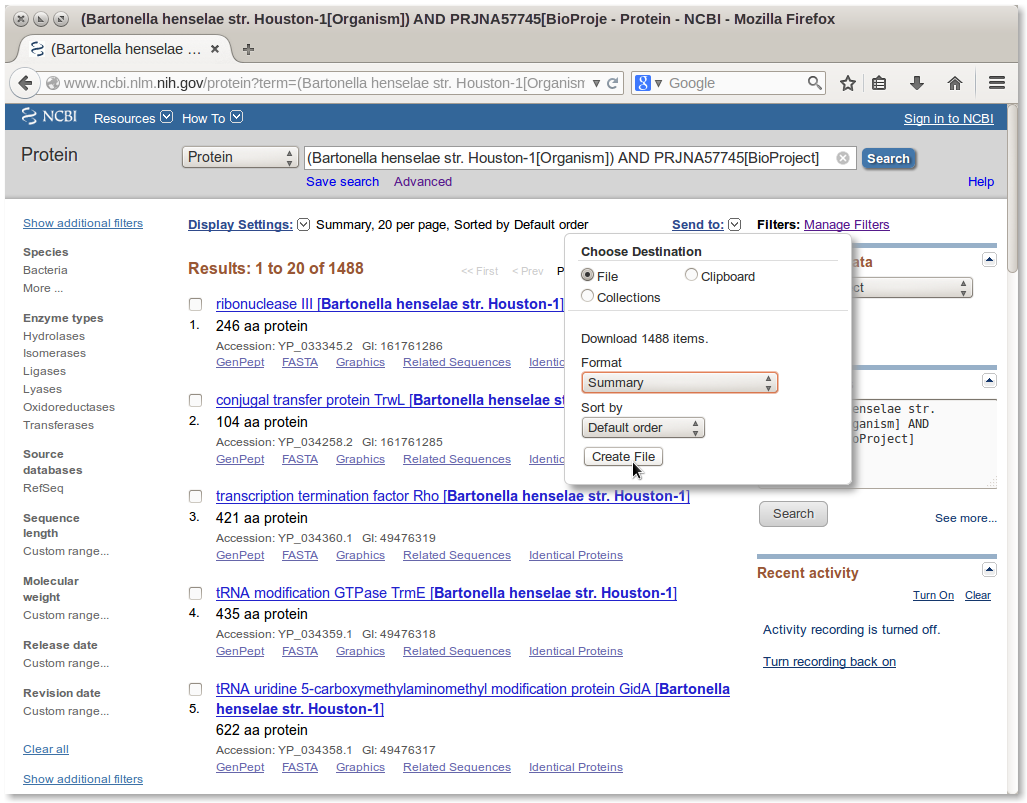 (Bartonella henselae str. Houston-1[Organism]) AND PRJNA57745[BioProje - Protein - NCBI - Mozilla Firefox
(Bartonella henselae …
www.ncbi.nlm.nih.gov/protein?term=(Bartonella henselae str. Houston-1[Organism
Google
NCBI Resources How To Sign in to NCBI
Protein
Protein
(Bartonella henselae str. Houston-1[Organism]) AND PRJNA57745[BioProject]
Search
Save search Advanced Help
Show additional filters
Species
Bacteria
More ...
Enzyme types
Hydrolases
Isomerases
Ligases
Lyases
Oxidoreductases
Transferases
Source
databases
RefSeq
Sequence
length
Custom range...
Molecular
weight
Custom range...
Release date
Custom range...
Revision date
Custom range...
Clear all
Show additional filters
Display Settings: Summary, 20 per page, Sorted by Default order Send to:
Results: 1 to 20 of 1488
<< First < Prev P
ribonuclease III [Bartonella henselae str. Houston-1]
1. 246 aa protein
Accession: YP_033345.2 GI: 161761286
GenPept FASTA Graphics Related Sequences Identic
conjugal transfer protein TrwL [Bartonella henselae st
2. 104 aa protein
Accession: YP_034258.2 GI: 161761285
GenPept FASTA Graphics Related Sequences Identic
transcription termination factor Rho [Bartonella henselae str. Houston-1]
3. 421 aa protein
Accession: YP_034360.1 GI: 49476319
GenPept FASTA Graphics Related Sequences Identical Proteins
tRNA modification GTPase TrmE [Bartonella henselae str. Houston-1]
4. 435 aa protein
Accession: YP_034359.1 GI: 49476318
GenPept FASTA Graphics Related Sequences Identical Proteins
tRNA uridine 5-carboxymethylaminomethyl modification protein GidA [Bartonella
5. henselae str. Houston-1]
622 aa protein
Accession: YP_034358.1 GI: 49476317
GenPept FASTA Graphics Related Sequences Identical Proteins
Choose Destination
File Clipboard
Collections
Download 1488 items.
Format
Summary
Sort by
Default order
Create File
Filters: Manage Filters
ata
ct
enselae str.
ganism] AND
oProject]
Search
See more...
Recent activity
Turn On Clear
Activity recording is turned off.
Turn recording back on